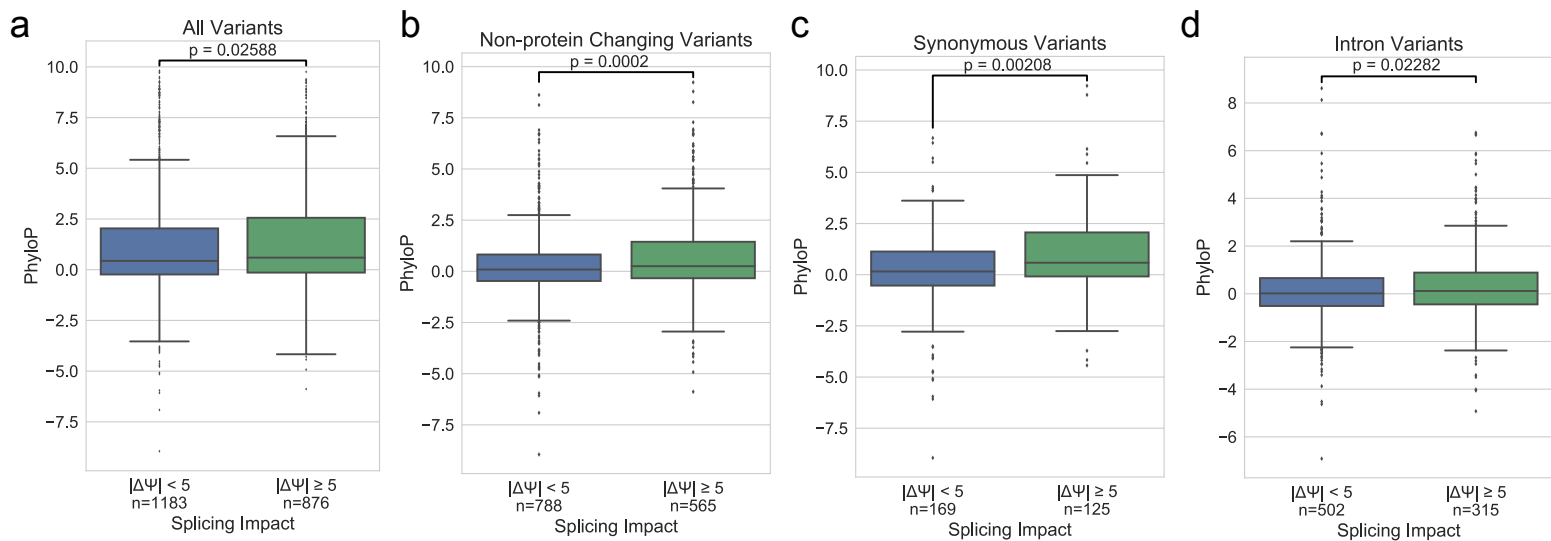 a
All Variants
p = 0.02588
10.0
7.5
5.0
2.5
0.0
−2.5
−5.0
−7.5
PhyloP
|ΔΨ| < 5
n=1183
|ΔΨ| ≥ 5
n=876
Splicing Impact
b
Non-protein Changing Variants
p = 0.0002
10.0
7.5
5.0
2.5
0.0
−2.5
−5.0
−7.5
PhyloP
|ΔΨ| < 5
n=788
|ΔΨ| ≥ 5
n=565
Splicing Impact
c
Synonymous Variants
p = 0.00208
10.0
7.5
5.0
2.5
0.0
−2.5
−5.0
−7.5
PhyloP
|ΔΨ| < 5
n=169
|ΔΨ| ≥ 5
n=125
Splicing Impact
d
Intron Variants
p = 0.02282
8
6
4
2
0
−2
−4
−6
PhyloP
|ΔΨ| < 5
n=502
|ΔΨ| ≥ 5
n=315
Splicing Impact